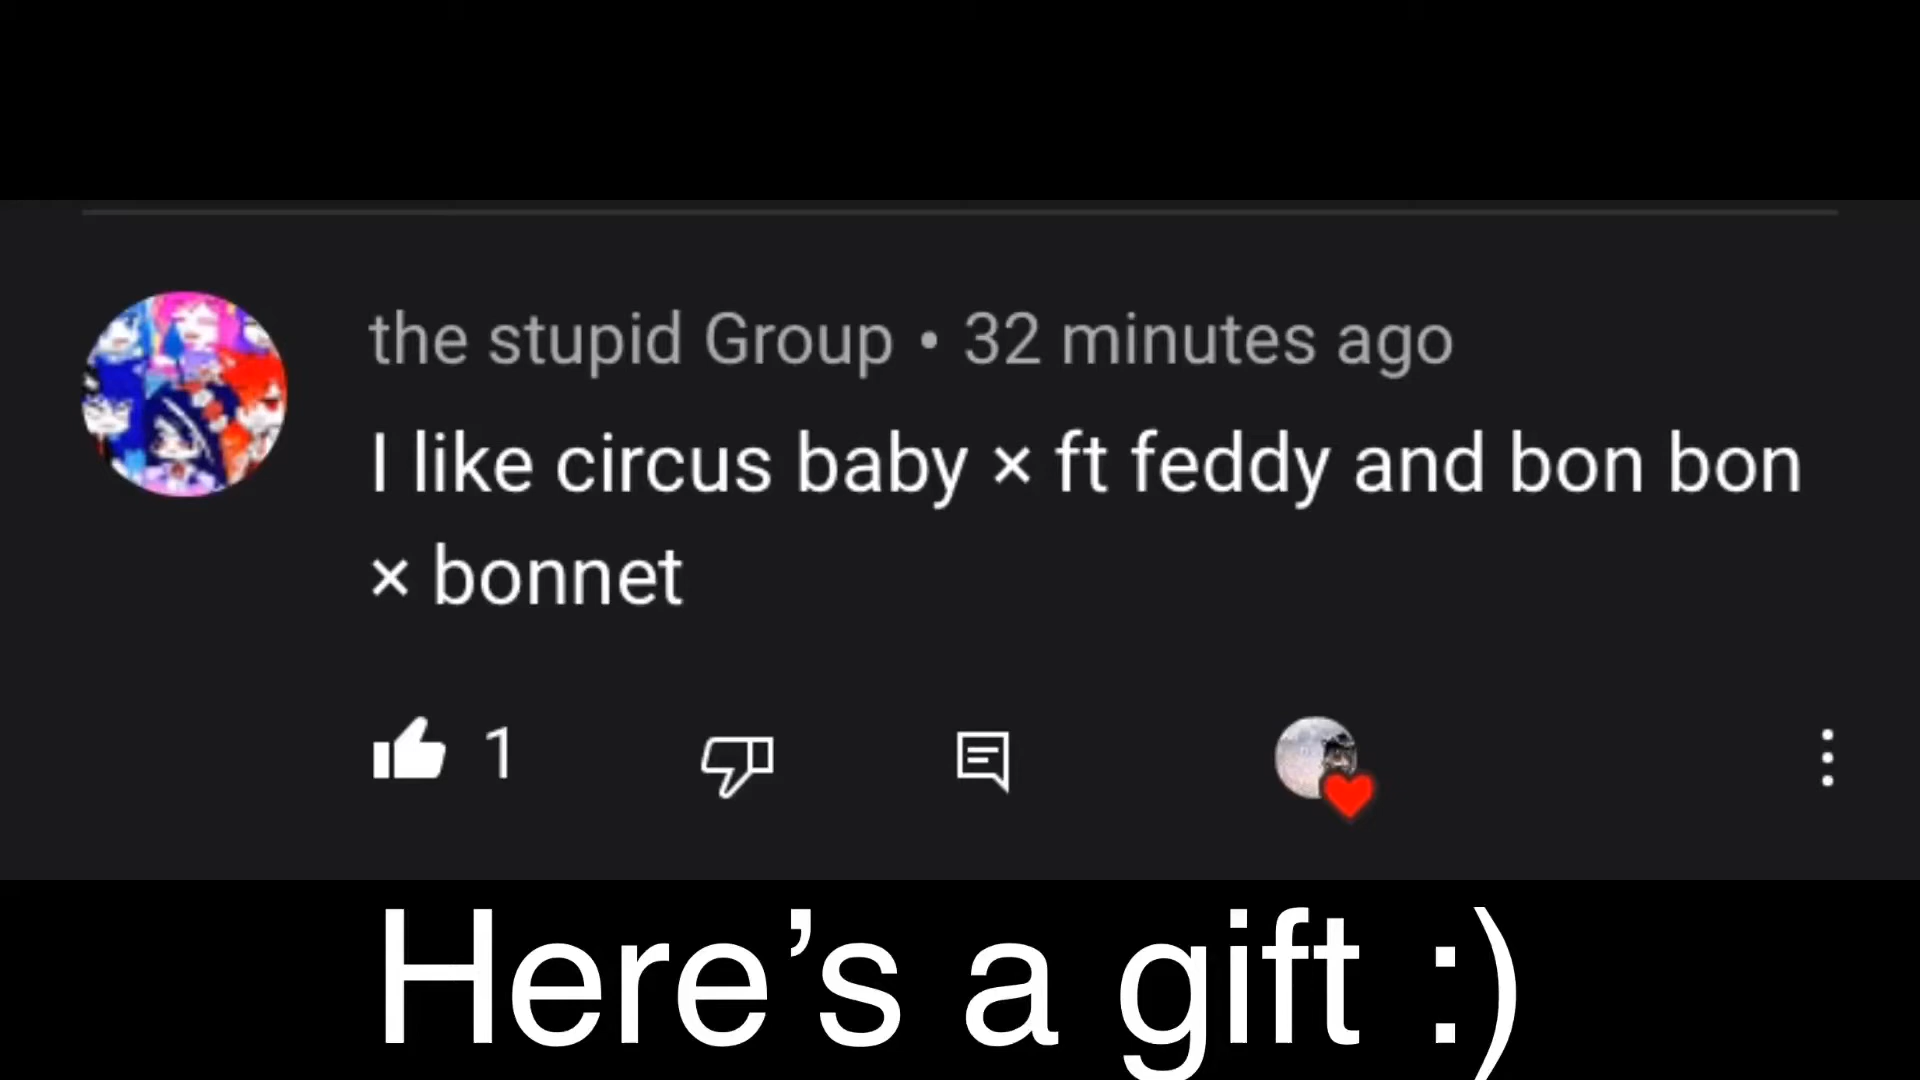 the stupid Group • 32 minutes ago
I like circus baby × ft feddy and bon bon
× bonnet
1
Here’s a gift :)